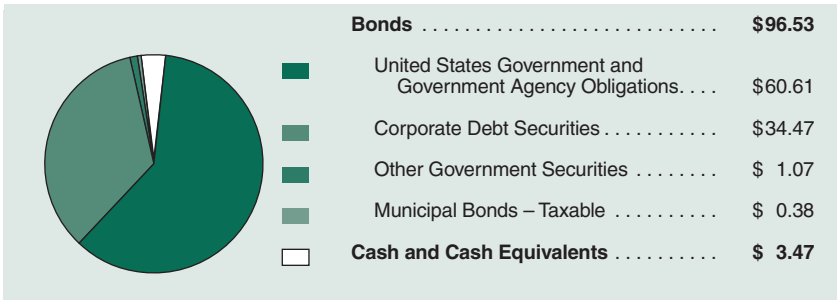 Bonds . . . . . . . . . . . . . . . . . . . . . . . . . . . . $96.53
United States Government and
Government Agency Obligations. . . . $60.61
Corporate Debt Securities . . . . . . . . . . . $34.47
Other Government Securities . . . . . . . . $ 1.07
Municipal Bonds – Taxable . . . . . . . . . . $ 0.38
Cash and Cash Equivalents . . . . . . . . . . $ 3.47